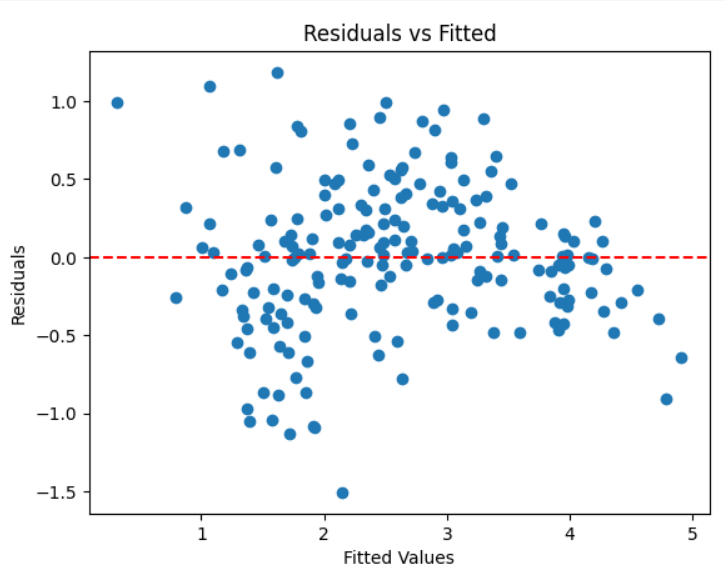 Residuals vs Fitted
1.0
0.5
0.0
−0.5
−1.0
−1.5
Residuals
1 2 3 4 5
Fitted Values